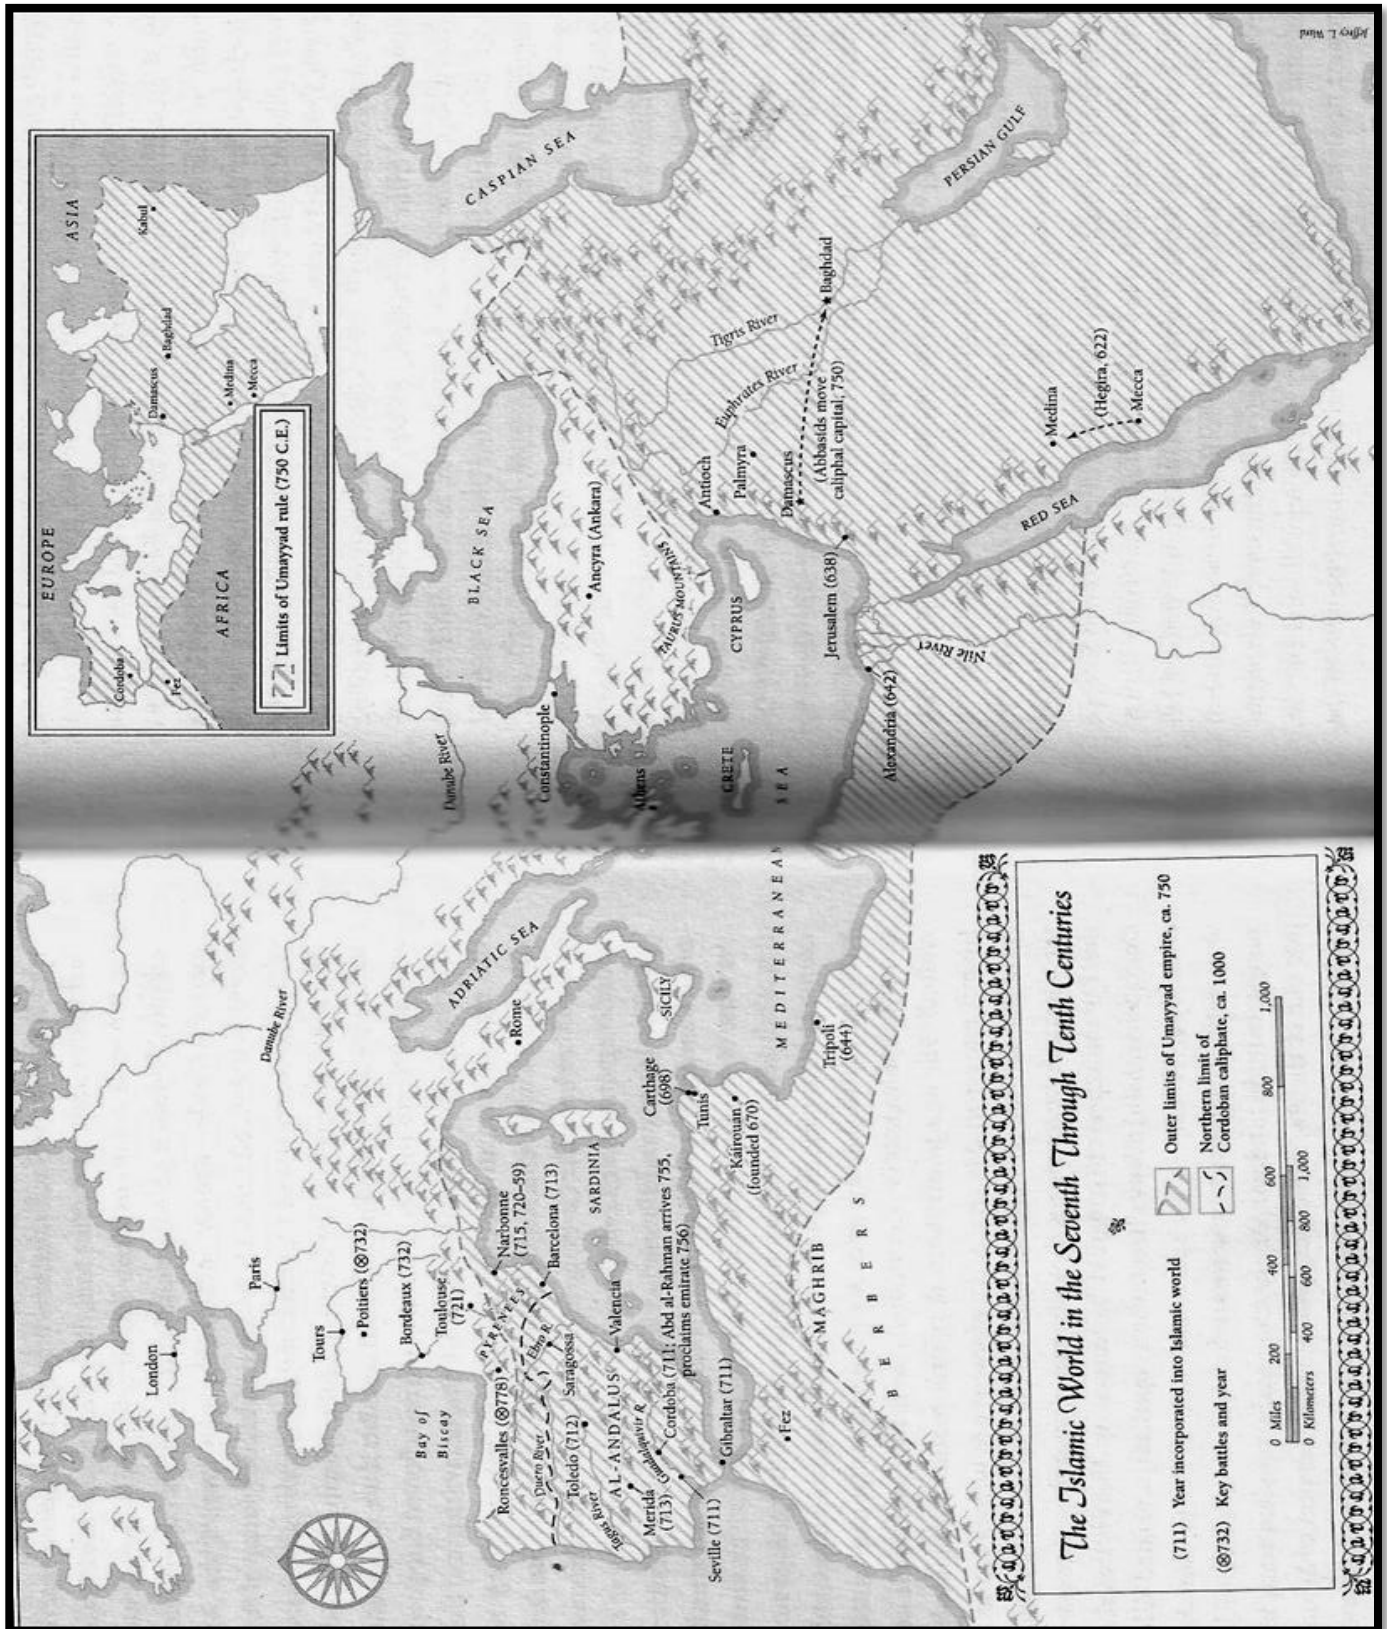 The Islamic World in the Seventh Through Tenth Centuries
(711) Year incorporated into Islamic world
(⊗732) Key battles and year
Outer limits of Umayyad empire, ca. 750
Northern limit of
Cordoban caliphate, ca. 1000
0 Miles 200 400 600 800 1,000
0 Kilometers 400 600 800 1,000
London
Paris
Tours
Poitiers (⊗732)
Bordeaux (732)
Toulouse
(721)
Bay of
Biscay
PYRENEES
Narbonne
(715, 720–59)
Barcelona (713)
Roncesvalles (⊗778)
Duero River
Ebro R.
Saragossa
Toledo (712)
Tagus River
AL-ANDALUS
Valencia
Merida
(713)
Guadalquivir R.
Cordoba (711; Abd al-Rahman arrives 755,
proclaims emirate 756)
Seville (711)
Gibraltar (711)
Fez
MAGHRIB
BERBERS
SARDINIA
Carthage
(698)
Tunis
Kairouan
(founded 670)
Tripoli
(644)
SICILY
Rome
ADRIATIC SEA
Danube River
MEDITERRANEAN
SEA
Danube River
Constantinople
Athens
CRETE
BLACK SEA
Ancyra (Ankara)
TAURUS MOUNTAINS
CYPRUS
Antioch
Palmyra
Damascus
(Abbasids move
caliphal capital, 750)
Baghdad
Euphrates River
Tigris River
Jerusalem (638)
Alexandria (642)
Nile River
RED SEA
Medina
(Hegira, 622)
Mecca
CASPIAN SEA
PERSIAN GULF
Jeffrey L. Ward
EUROPE
ASIA
AFRICA
Cordoba
Fez
Damascus
Baghdad
Medina
Mecca
Kabul
Limits of Umayyad rule (750 C.E.)